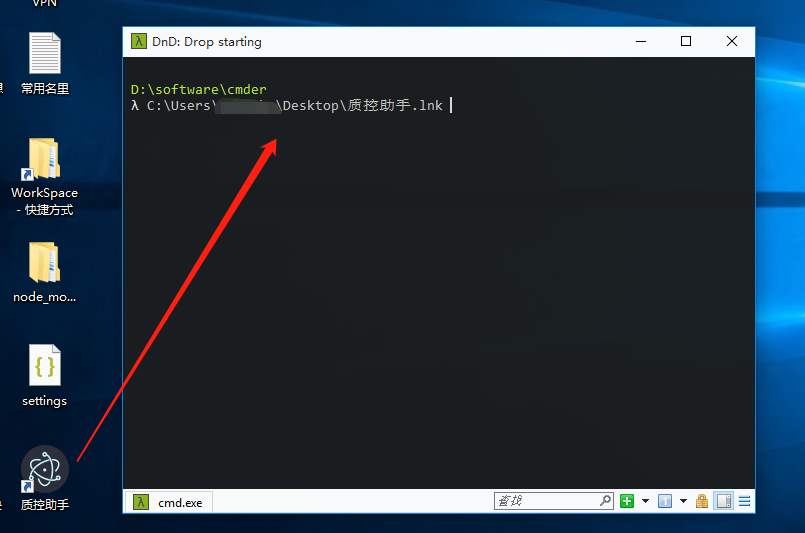 VPN
常用名里
WorkSpace
- 快捷方式
node_mo...
settings
质控助手
DnD: Drop starting
D:\software\cmder
λ C:\Users\ \Desktop\质控助手.lnk
cmd.exe
查找